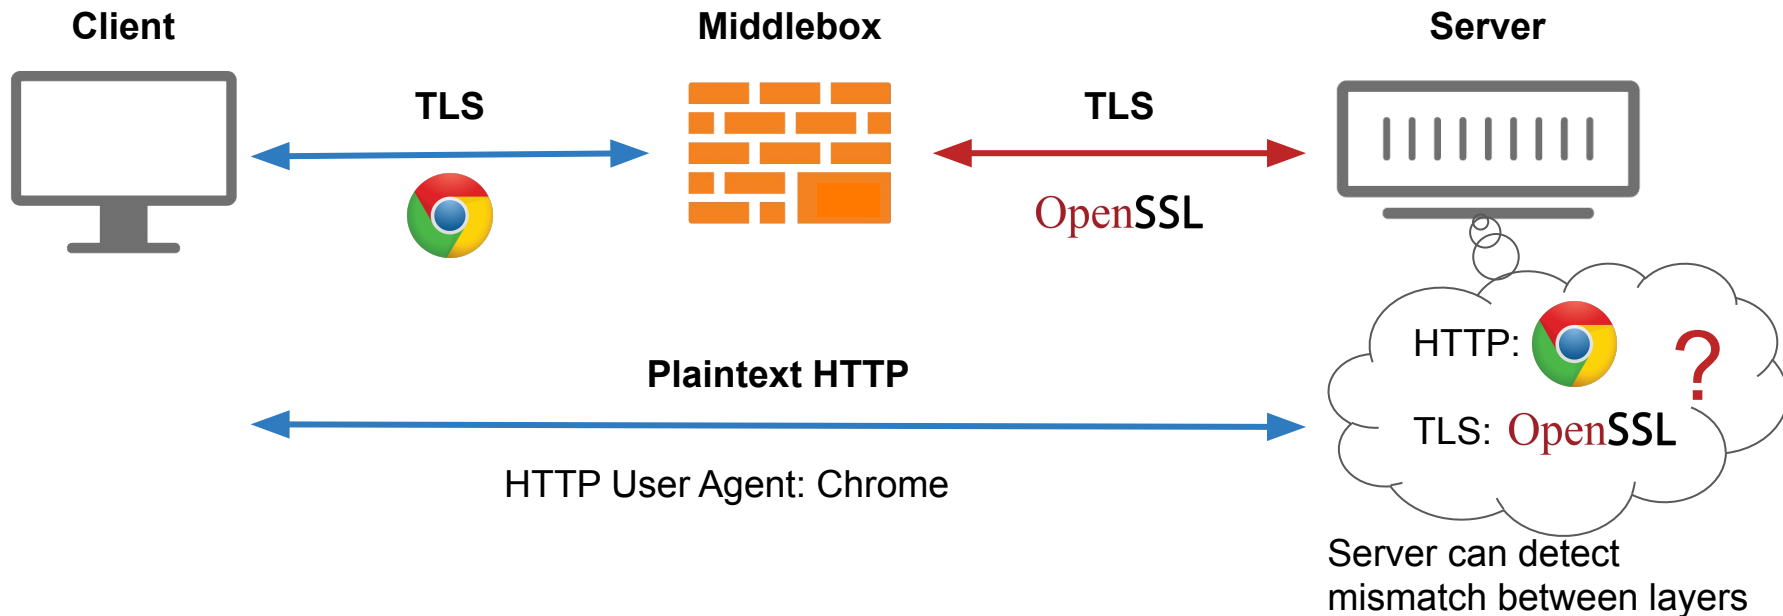 Client
Middlebox
Server
TLS
TLS
OpenSSL
HTTP:
?
TLS: OpenSSL
Plaintext HTTP
HTTP User Agent: Chrome
Server can detect
mismatch between layers